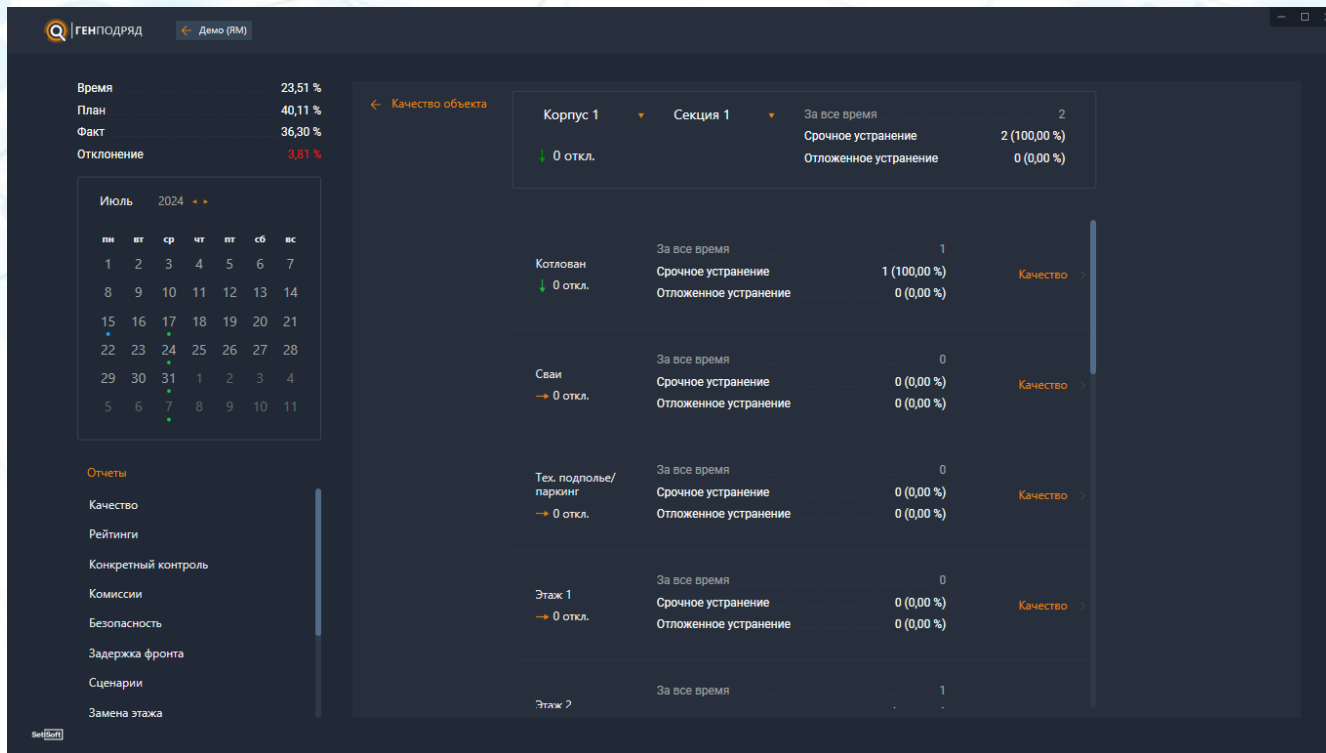 ГЕНПОДРЯД
Демо (ЯМ)
Время 23,51 %
План 40,11 %
Факт 36,30 %
Отклонение 3,81 %
Июль 2024
пн вт ср чт пт сб вс
1 2 3 4 5 6 7
8 9 10 11 12 13 14
15 16 17 18 19 20 21
22 23 24 25 26 27 28
29 30 31 1 2 3 4
5 6 7 8 9 10 11
Отчеты
Качество
Рейтинги
Конкретный контроль
Комиссии
Безопасность
Задержка фронта
Сценарии
Замена этажа
SetiSoft
Качество объекта
Корпус 1 Секция 1
0 откл.
За все время 2
Срочное устранение 2 (100,00 %)
Отложенное устранение 0 (0,00 %)
Котлован
0 откл.
За все время 1
Срочное устранение 1 (100,00 %)
Отложенное устранение 0 (0,00 %)
Качество
Сваи
0 откл.
За все время 0
Срочное устранение 0 (0,00 %)
Отложенное устранение 0 (0,00 %)
Качество
Тех. подполье/
паркинг
0 откл.
За все время 0
Срочное устранение 0 (0,00 %)
Отложенное устранение 0 (0,00 %)
Качество
Этаж 1
0 откл.
За все время 0
Срочное устранение 0 (0,00 %)
Отложенное устранение 0 (0,00 %)
Качество
Этаж 2
За все время 1